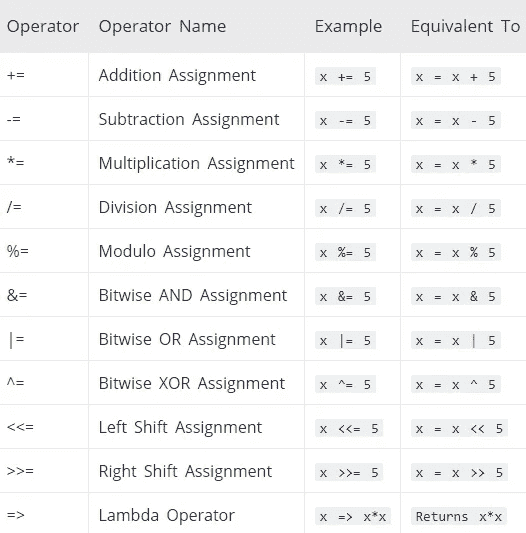 Operator Operator Name Example Equivalent To
+= Addition Assignment x += 5 x = x + 5
-= Subtraction Assignment x -= 5 x = x - 5
*= Multiplication Assignment x *= 5 x = x * 5
/= Division Assignment x /= 5 x = x / 5
%= Modulo Assignment x %= 5 x = x % 5
&= Bitwise AND Assignment x &= 5 x = x & 5
|= Bitwise OR Assignment x |= 5 x = x | 5
^= Bitwise XOR Assignment x ^= 5 x = x ^ 5
<<= Left Shift Assignment x <<= 5 x = x << 5
>>= Right Shift Assignment x >>= 5 x = x >> 5
=> Lambda Operator x => x*x Returns x*x